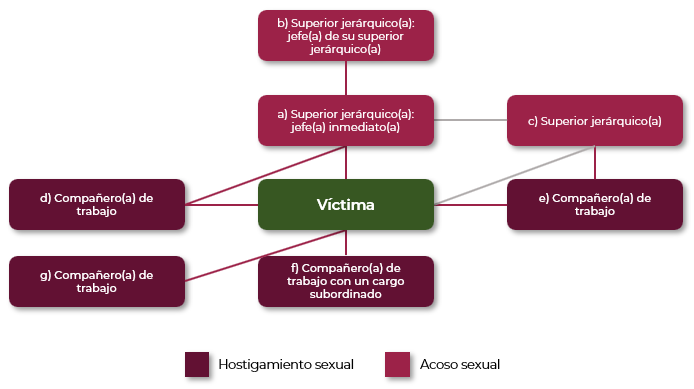 b) Superior jerárquico(a):
jefe(a) de su superior
jerárquico(a)
a) Superior jerárquico(a):
jefe(a) inmediato(a)
c) Superior jerárquico(a)
d) Compañero(a) de
trabajo
Víctima
e) Compañero(a) de
trabajo
g) Compañero(a) de
trabajo
f) Compañero(a) de
trabajo con un cargo
subordinado
Hostigamiento sexual
Acoso sexual